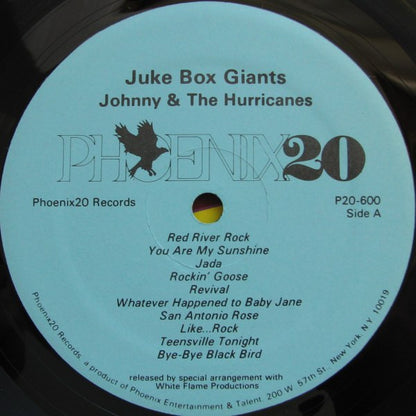 Juke Box Giants
Johnny & The Hurricanes
PHOENIX20
Phoenix20 Records
P20-600
Side A
Red River Rock
You Are My Sunshine
Jada
Rockin' Goose
Revival
Whatever Happened to Baby Jane
San Antonio Rose
Like...Rock
Teensville Tonight
Bye-Bye Black Bird
released by special arrangement with
White Flame Productions
Phoenix20 Records, a product of Phoenix Entertainment & Talent, 200 W 57th St., New York, N.Y. 10019